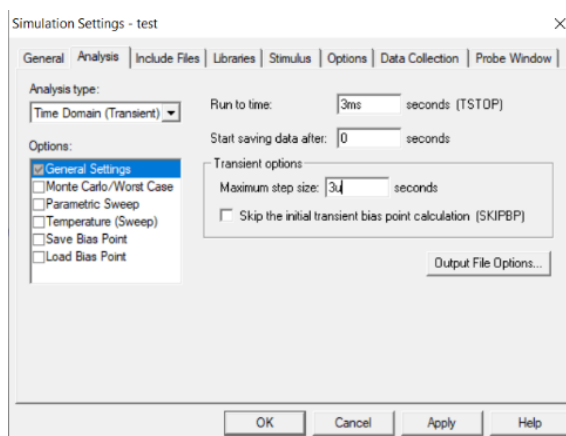 Simulation Settings - test
General Analysis Include Files Libraries Stimulus Options Data Collection Probe Window
Analysis type:
Time Domain (Transient)
Options:
General Settings
Monte Carlo/Worst Case
Parametric Sweep
Temperature (Sweep)
Save Bias Point
Load Bias Point
Run to time: 3ms seconds (TSTOP)
Start saving data after: 0 seconds
Transient options
Maximum step size: 3u seconds
Skip the initial transient bias point calculation (SKIPBP)
Output File Options...
OK Cancel Apply Help